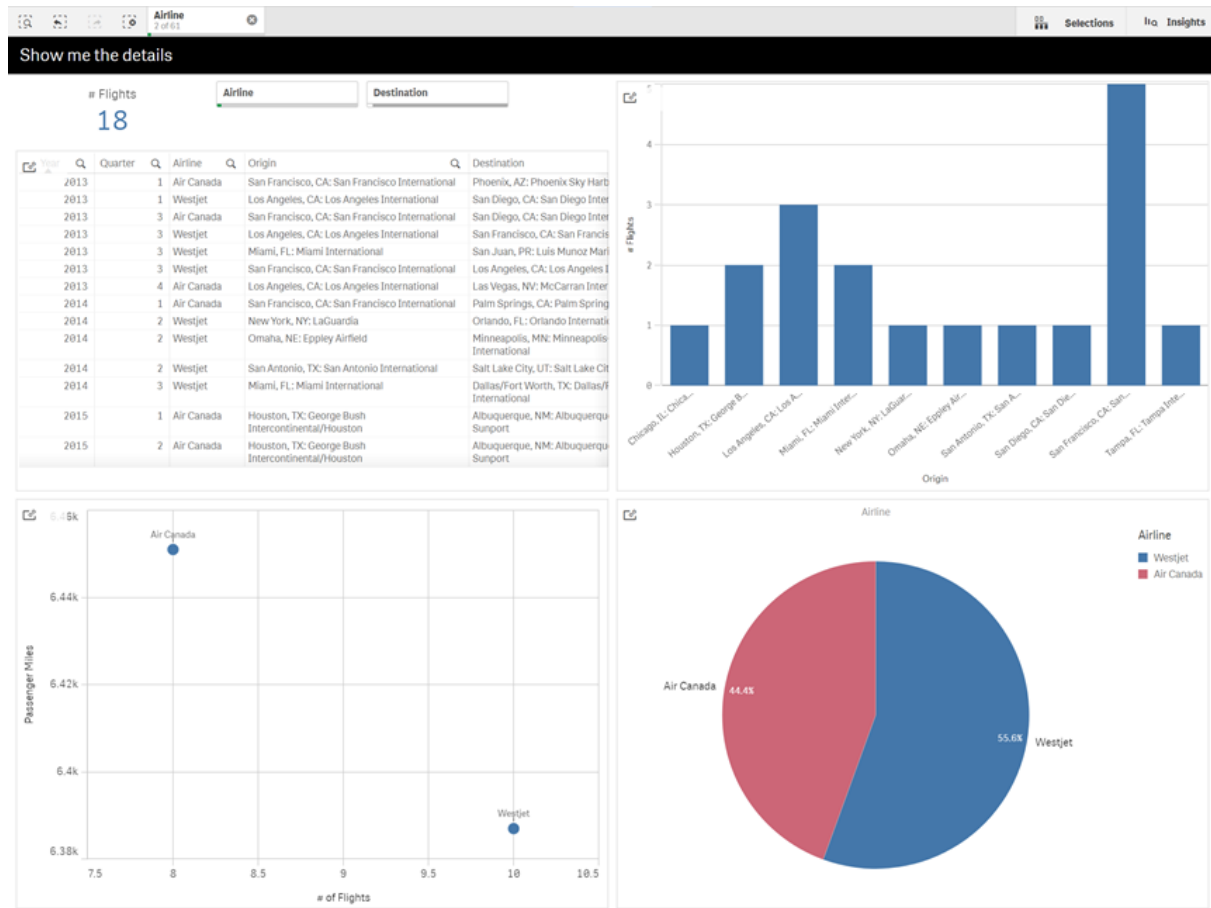 Airline
2 of 61
Selections
Insights
Show me the details
# Flights
18
Airline
Destination
Year Quarter Airline Origin Destination
2013 1 Air Canada San Francisco, CA: San Francisco International Phoenix, AZ: Phoenix Sky Harb
2013 1 Westjet Los Angeles, CA: Los Angeles International San Diego, CA: San Diego Inter
2013 3 Air Canada San Francisco, CA: San Francisco International San Diego, CA: San Diego Inter
2013 3 Westjet Los Angeles, CA: Los Angeles International San Francisco, CA: San Francis
2013 3 Westjet Miami, FL: Miami International San Juan, PR: Luis Munoz Mari
2013 3 Westjet San Francisco, CA: San Francisco International Los Angeles, CA: Los Angeles I
2013 4 Air Canada Los Angeles, CA: Los Angeles International Las Vegas, NV: McCarran Inter
2014 1 Air Canada San Francisco, CA: San Francisco International Palm Springs, CA: Palm Spring
2014 2 Westjet New York, NY: LaGuardia Orlando, FL: Orlando Internatio
2014 2 Westjet Omaha, NE: Eppley Airfield Minneapolis, MN: Minneapolis-
International
2014 2 Westjet San Antonio, TX: San Antonio International Salt Lake City, UT: Salt Lake Cit
2014 3 Westjet Miami, FL: Miami International Dallas/Fort Worth, TX: Dallas/F
International
2015 1 Air Canada Houston, TX: George Bush Albuquerque, NM: Albuquerqu
Intercontinental/Houston Sunport
2015 2 Air Canada Houston, TX: George Bush Albuquerque, NM: Albuquerqu
Intercontinental/Houston Sunport
# Flights
5
4
3
2
1
0
Chicago, IL: Chica...
Houston, TX: George B...
Los Angeles, CA: Los A...
Miami, FL: Miami Inter...
New York, NY: LaGuar...
Omaha, NE: Eppley Air...
San Antonio, TX: San A...
San Diego, CA: San Die...
San Francisco, CA: San...
Tampa, FL: Tampa Inte...
Origin
Passenger Miles
6.46k
6.44k
6.42k
6.4k
6.38k
Air Canada
Westjet
7.5 8 8.5 9 9.5 10 10.5
# of Flights
Airline
Airline
Westjet
Air Canada
Air Canada
44.4%
55.6%
Westjet